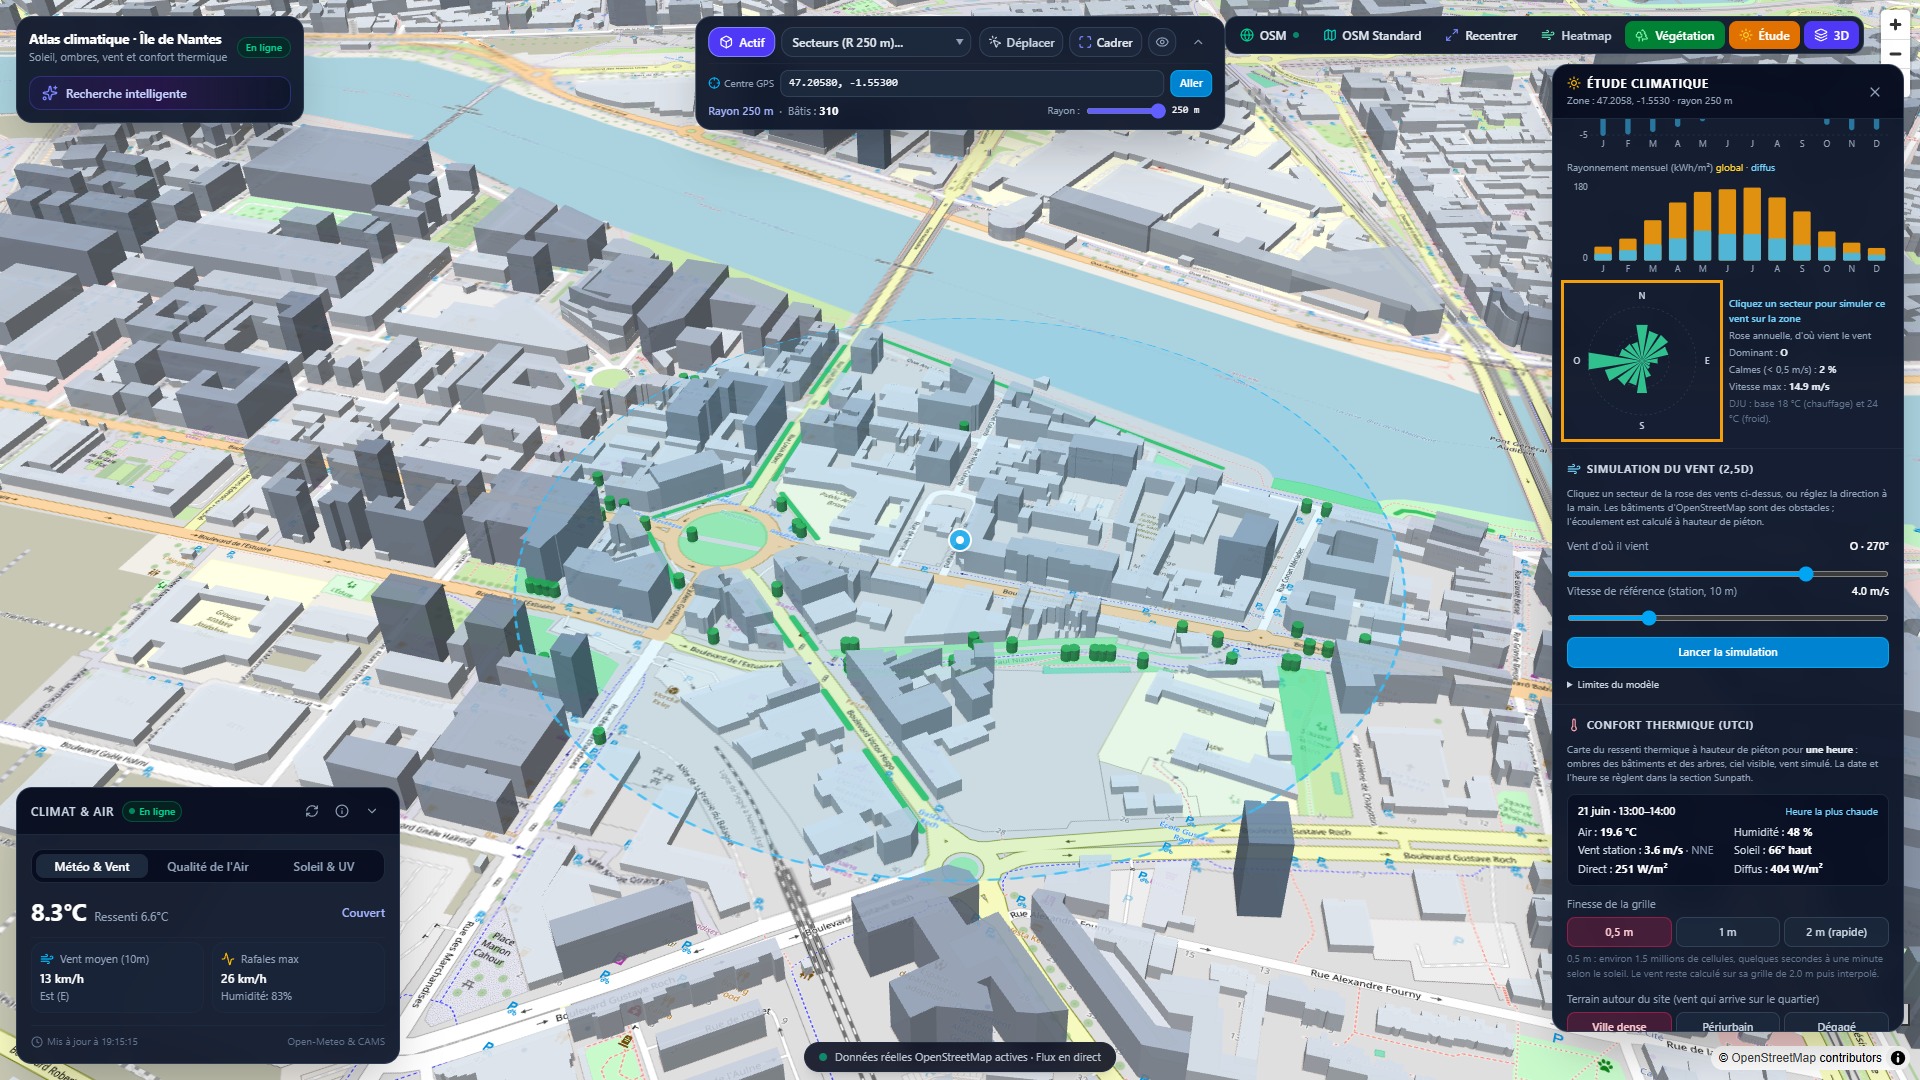 Atlas climatique · Île de Nantes
Soleil, ombres, vent et confort thermique
En ligne
Recherche intelligente
Actif
Secteurs (R 250 m)...
Déplacer
Cadrer
Centre GPS
47.20580, -1.55300
Aller
Rayon 250 m · Bâtis : 310
Rayon :
250 m
OSM
OSM Standard
Recentrer
Heatmap
Végétation
Étude
3D
+
−
ÉTUDE CLIMATIQUE
Zone : 47.2058, -1.5530 · rayon 250 m
-5
J F M A M J J A S O N D
Rayonnement mensuel (kWh/m²) global · diffus
180
0
J F M A M J J A S O N D
N
O
E
S
Cliquez un secteur pour simuler ce
vent sur la zone
Rose annuelle, d'où vient le vent
Dominant : O
Calmes (< 0,5 m/s) : 2 %
Vitesse max : 14.9 m/s
DJU : base 18 °C (chauffage) et 24
°C (froid).
SIMULATION DU VENT (2,5D)
Cliquez un secteur de la rose des vents ci-dessus, ou réglez la direction à
la main. Les bâtiments d'OpenStreetMap sont des obstacles ;
l'écoulement est calculé à hauteur de piéton.
Vent d'où il vient
O · 270°
Vitesse de référence (station, 10 m)
4.0 m/s
Lancer la simulation
Limites du modèle
CONFORT THERMIQUE (UTCI)
Carte du ressenti thermique à hauteur de piéton pour une heure :
ombres des bâtiments et des arbres, ciel visible, vent simulé. La date et
l'heure se règlent dans la section Sunpath.
21 juin · 13:00–14:00
Heure la plus chaude
Air : 19.6 °C
Humidité : 48 %
Vent station : 3.6 m/s · NNE
Soleil : 66° haut
Direct : 251 W/m²
Diffus : 404 W/m²
Finesse de la grille
0,5 m
1 m
2 m (rapide)
0,5 m : environ 1.5 millions de cellules, quelques secondes à une minute
selon le soleil. Le vent reste calculé sur sa grille de 2.0 m puis interpolé.
Terrain autour du site (vent qui arrive sur le quartier)
Ville dense
Périurbain
Dégagé
CLIMAT & AIR
En ligne
Météo & Vent
Qualité de l'Air
Soleil & UV
8.3°C Ressenti 6.6°C
Couvert
Vent moyen (10m)
13 km/h
Est (E)
Rafales max
26 km/h
Humidité: 83%
Mis à jour à 19:15:15
Open-Meteo & CAMS
Boulevard de l'Estuaire
Boulevard de l'Estuaire
Boulevard Victor Hugo
Boulevard Gustave Roch
Boulevard Gustave Roch
Rue Alexandre Fourny
Rue des Marchandises
Place
Marion
Cahour
Données réelles OpenStreetMap actives · Flux en direct
© OpenStreetMap contributors